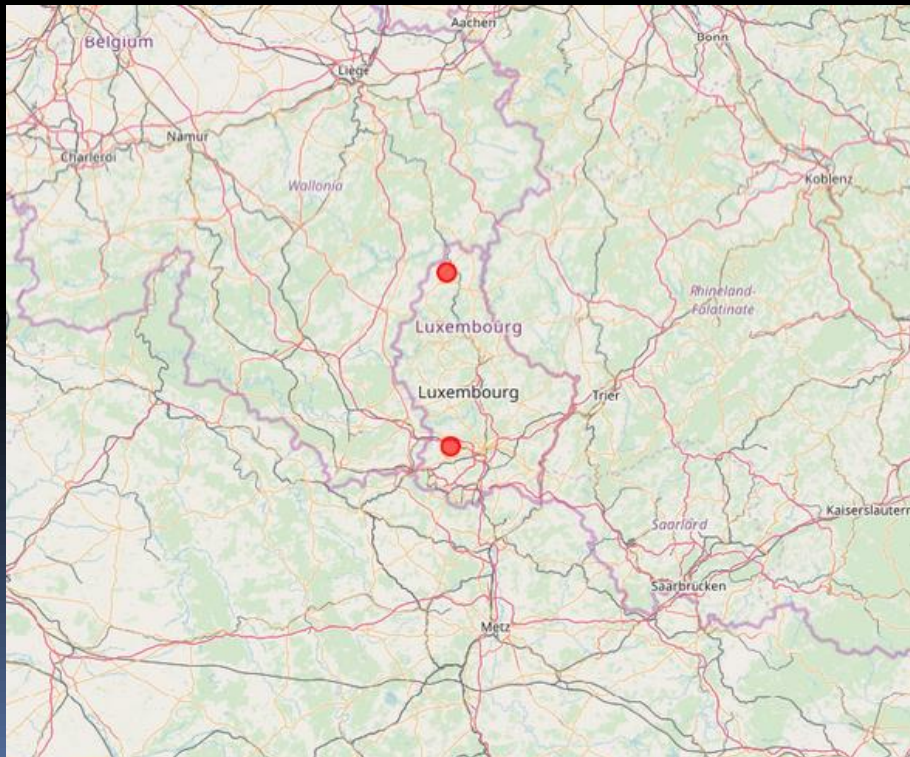 Aachen
Belgium
Bonn
Liège
Namur
Charleroi
Koblenz
Wallonia
Rhineland-
Palatinate
Luxembourg
Luxembourg
Trier
Kaiserslautern
Saarland
Saarbrücken
Metz